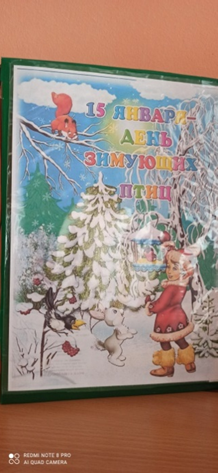 15 ЯНВАРЯ-
ДЕНЬ
ЗИМУЮЩИХ
ПТИЦ
REDMI NOTE 8 PRO
AI QUAD CAMERA